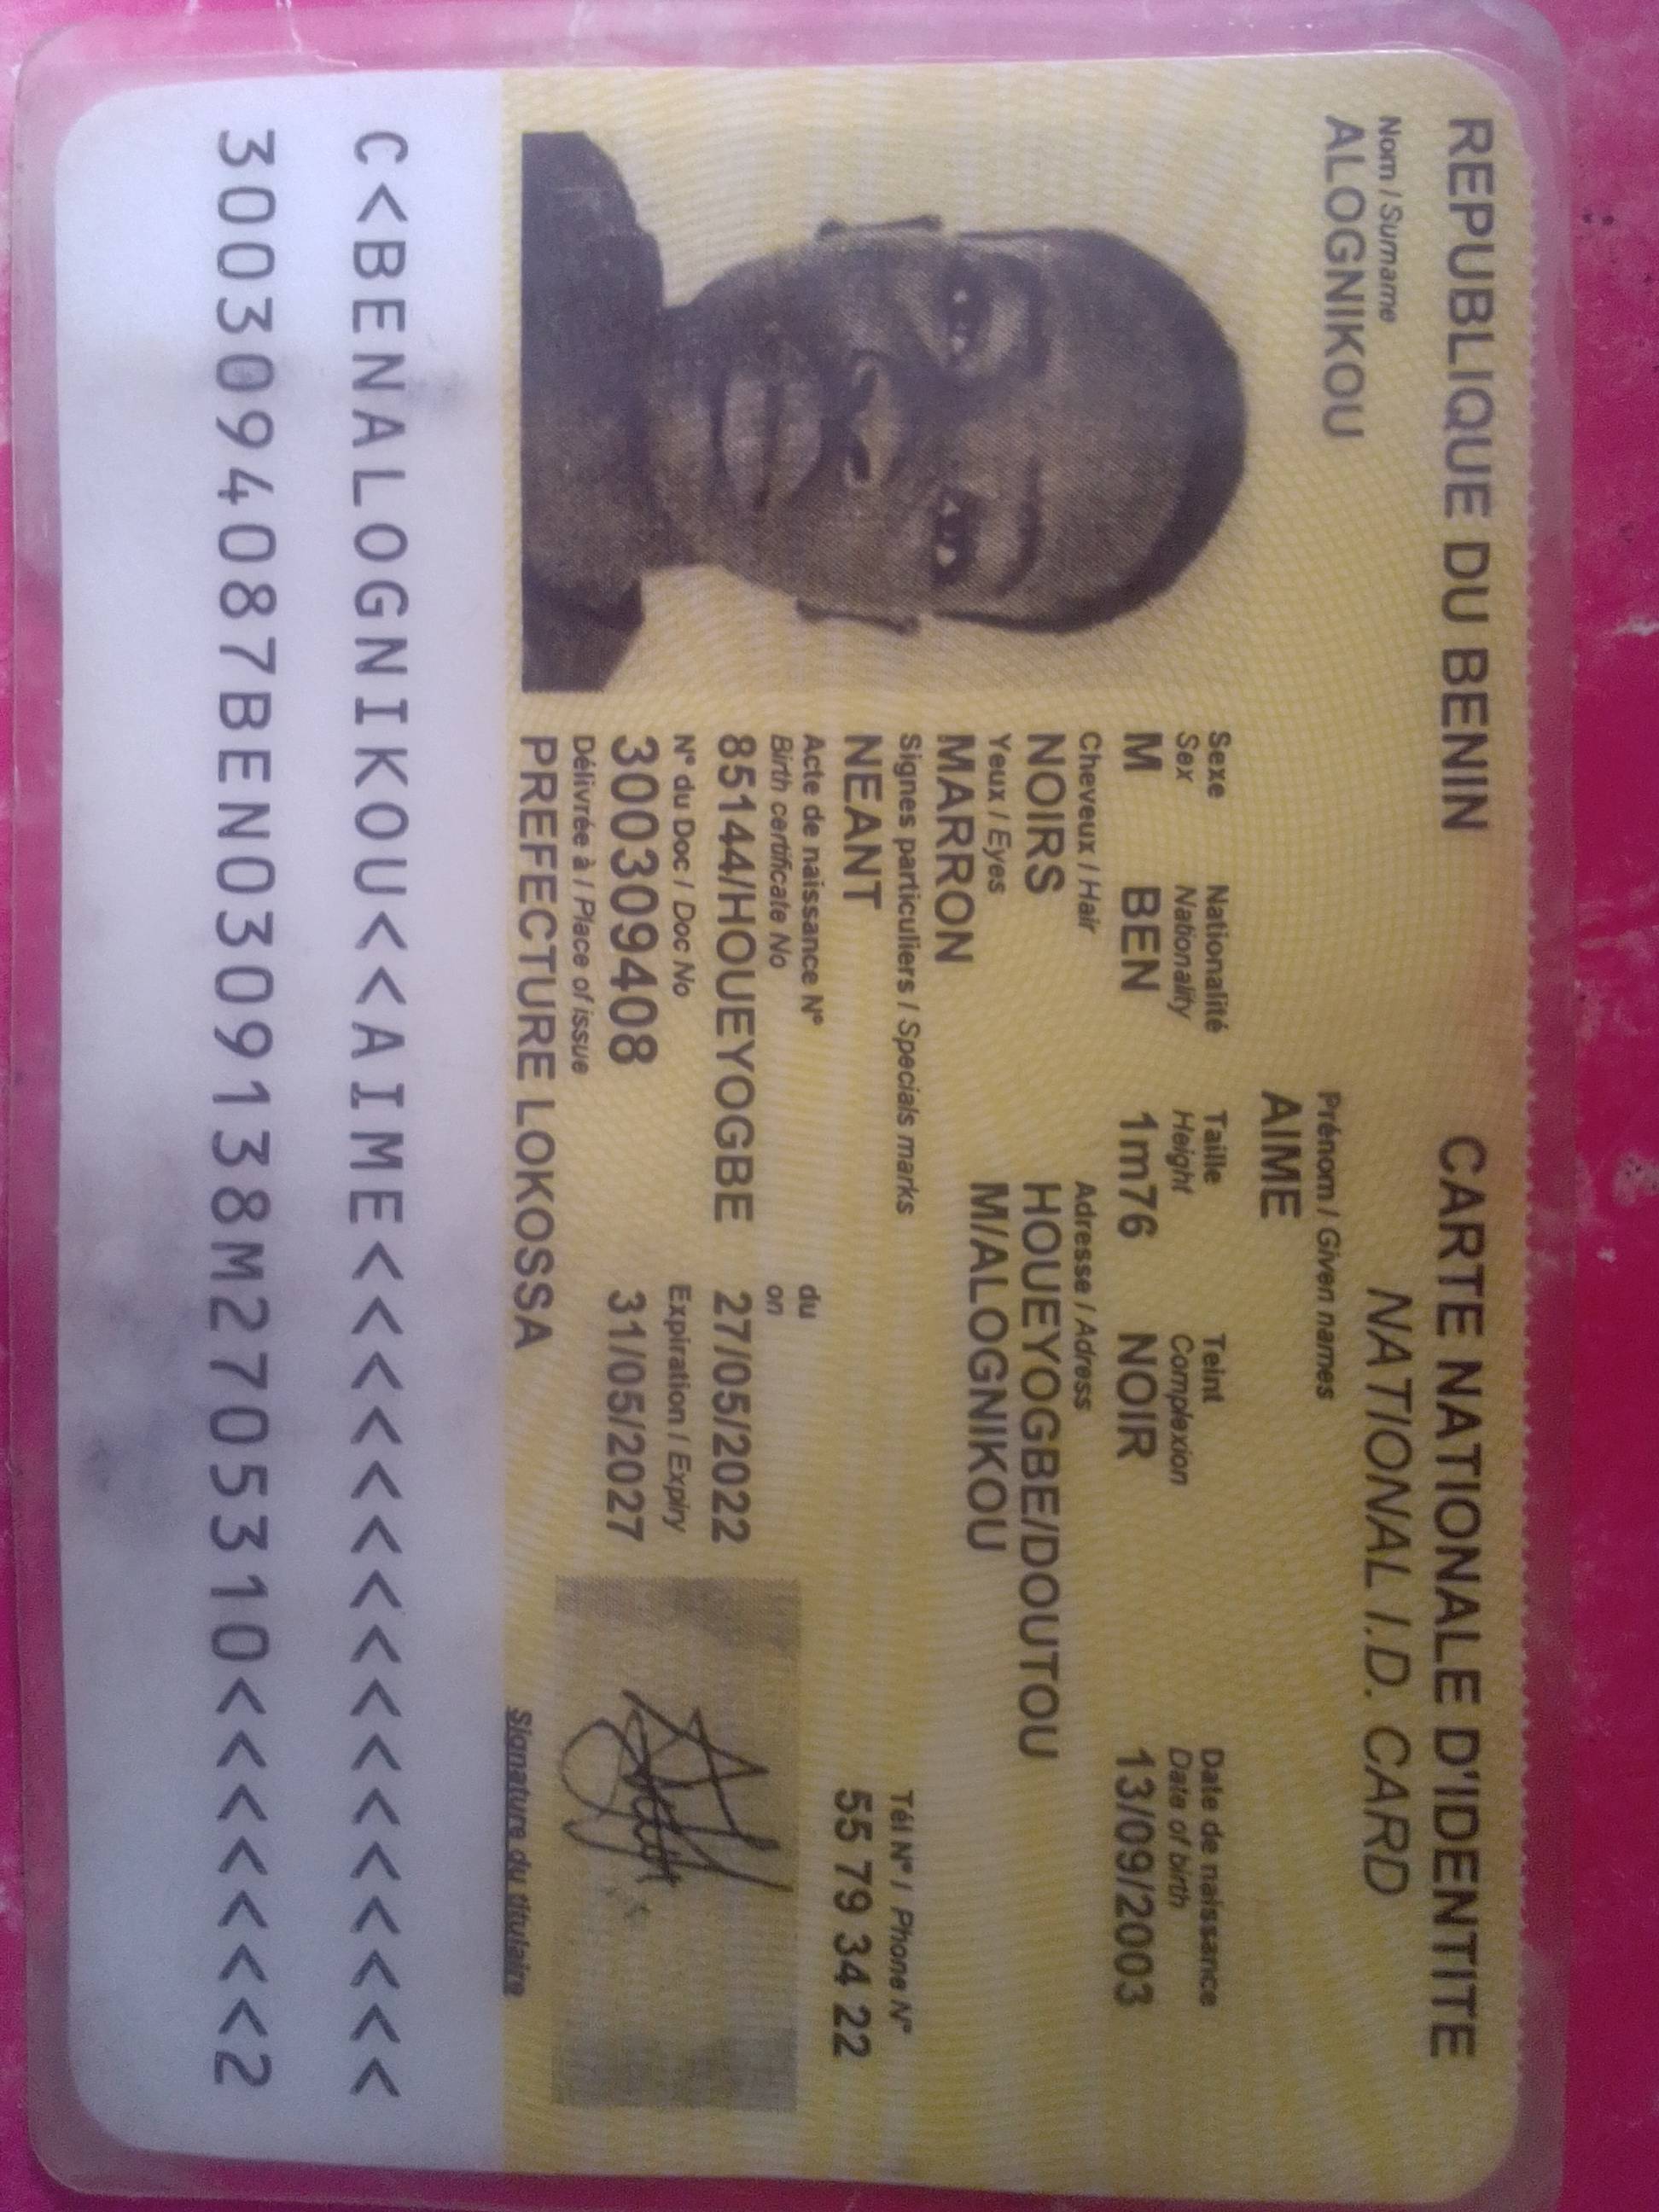 REPUBLIQUE DU BENIN
CARTE NATIONALE D'IDENTITE
NATIONAL I.D. CARD
Nom / Surname
ALOGNIKOU
Prénom / Given names
AIME
Sexe Nationalité Taille Teint Date de naissance
Sex Nationality Height Complexion Date of birth
M BEN 1m76 NOIR 13/09/2003
Cheveux / Hair Adresse / Adress
NOIRS HOUEYOGBE/DOUTOU
Yeux / Eyes M/ALOGNIKOU
MARRON
Signes particuliers / Specials marks Tél N° / Phone N°
NEANT 55 79 34 22
Acte de naissance N° du
Birth certificate No on
85144/HOUEYOGBE 27/05/2022
N° du Doc / Doc No Expiration / Expiry
300309408 31/05/2027
Délivrée à / Place of issue
PREFECTURE LOKOSSA
Signature du titulaire
C<BENALOGNIKOU<<AIME<<<<<<<<<<<<<<<<
3003094087BEN0309138M2705310<<<<<<<2